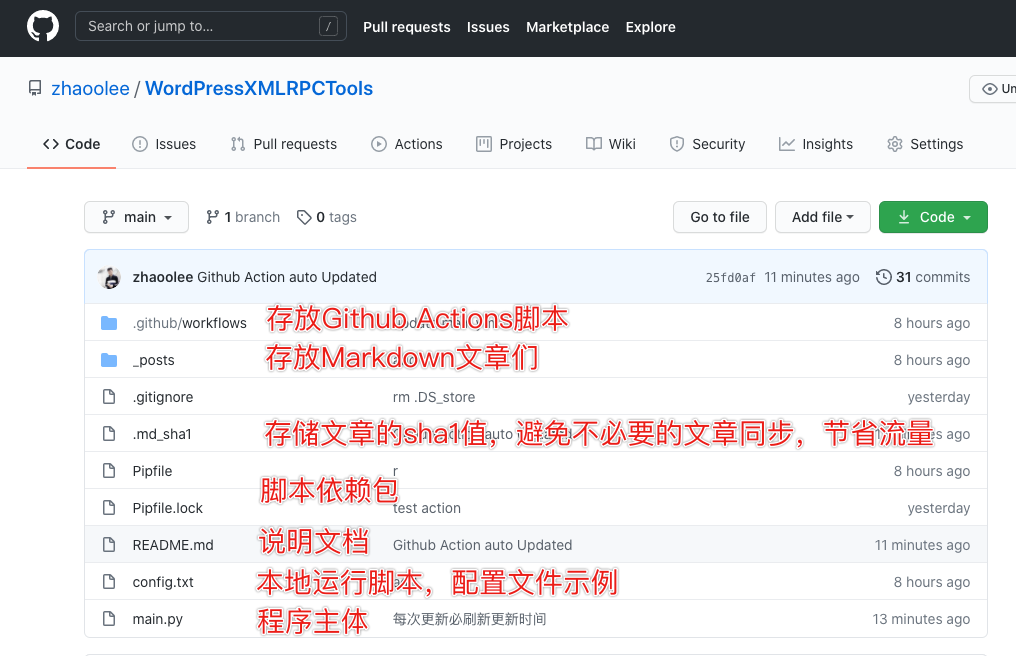 Search or jump to... / Pull requests Issues Marketplace Explore
zhaoolee / WordPressXMLRPCTools Un
Code Issues Pull requests Actions Projects Wiki Security Insights Settings
main 1 branch 0 tags Go to file Add file Code
zhaoolee Github Action auto Updated 25fd0af 11 minutes ago 31 commits
.github/workflows 存放Github Actions脚本 8 hours ago
_posts 存放Markdown文章们 8 hours ago
.gitignore rm .DS_store yesterday
.md_sha1 存储文章的sha1值，避免不必要的文章同步，节省流量 auto ago
Pipfile r 8 hours ago
脚本依赖包
Pipfile.lock test action yesterday
README.md 说明文档 Github Action auto Updated 11 minutes ago
config.txt 本地运行脚本，配置文件示例 8 hours ago
main.py 程序主体 每次更新必刷新更新时间 13 minutes ago